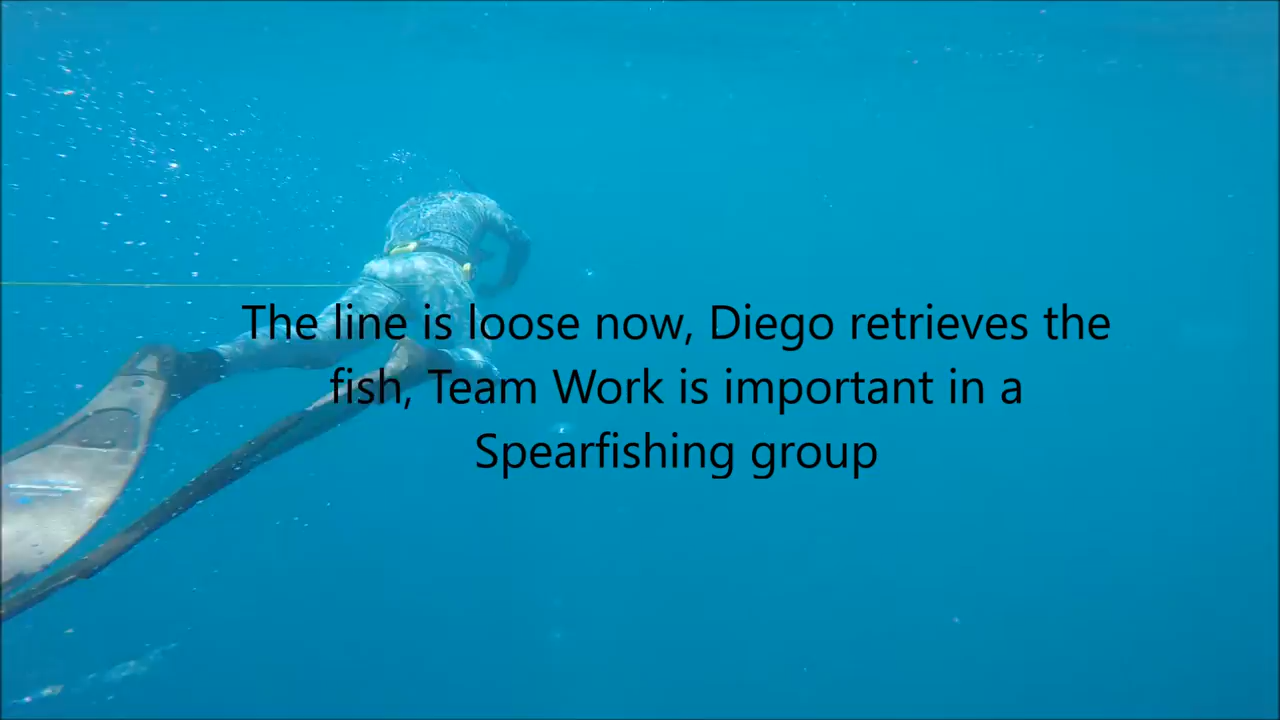 The line is loose now, Diego retrieves the
fish, Team Work is important in a
Spearfishing group